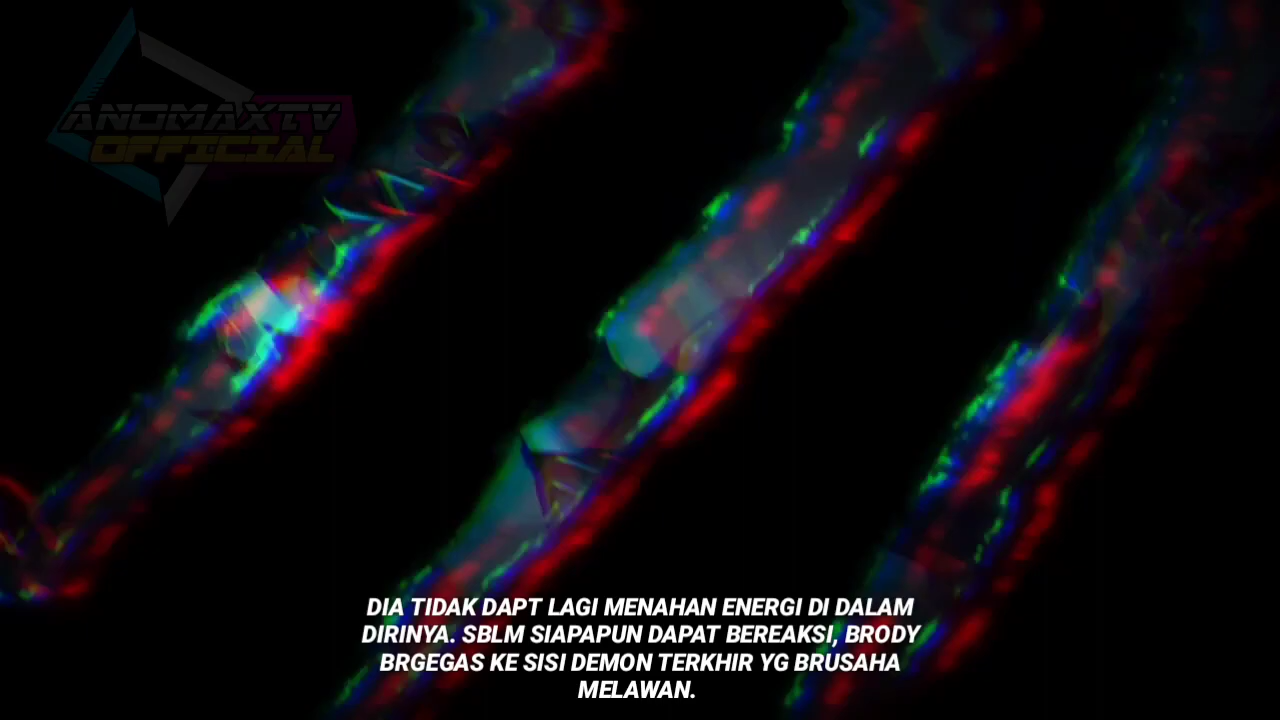 ANOMAXTV
OFFICIAL
DIA TIDAK DAPT LAGI MENAHAN ENERGI DI DALAM
DIRINYA. SBLM SIAPAPUN DAPAT BEREAKSI, BRODY
BRGEGAS KE SISI DEMON TERKHIR YG BRUSAHA
MELAWAN.